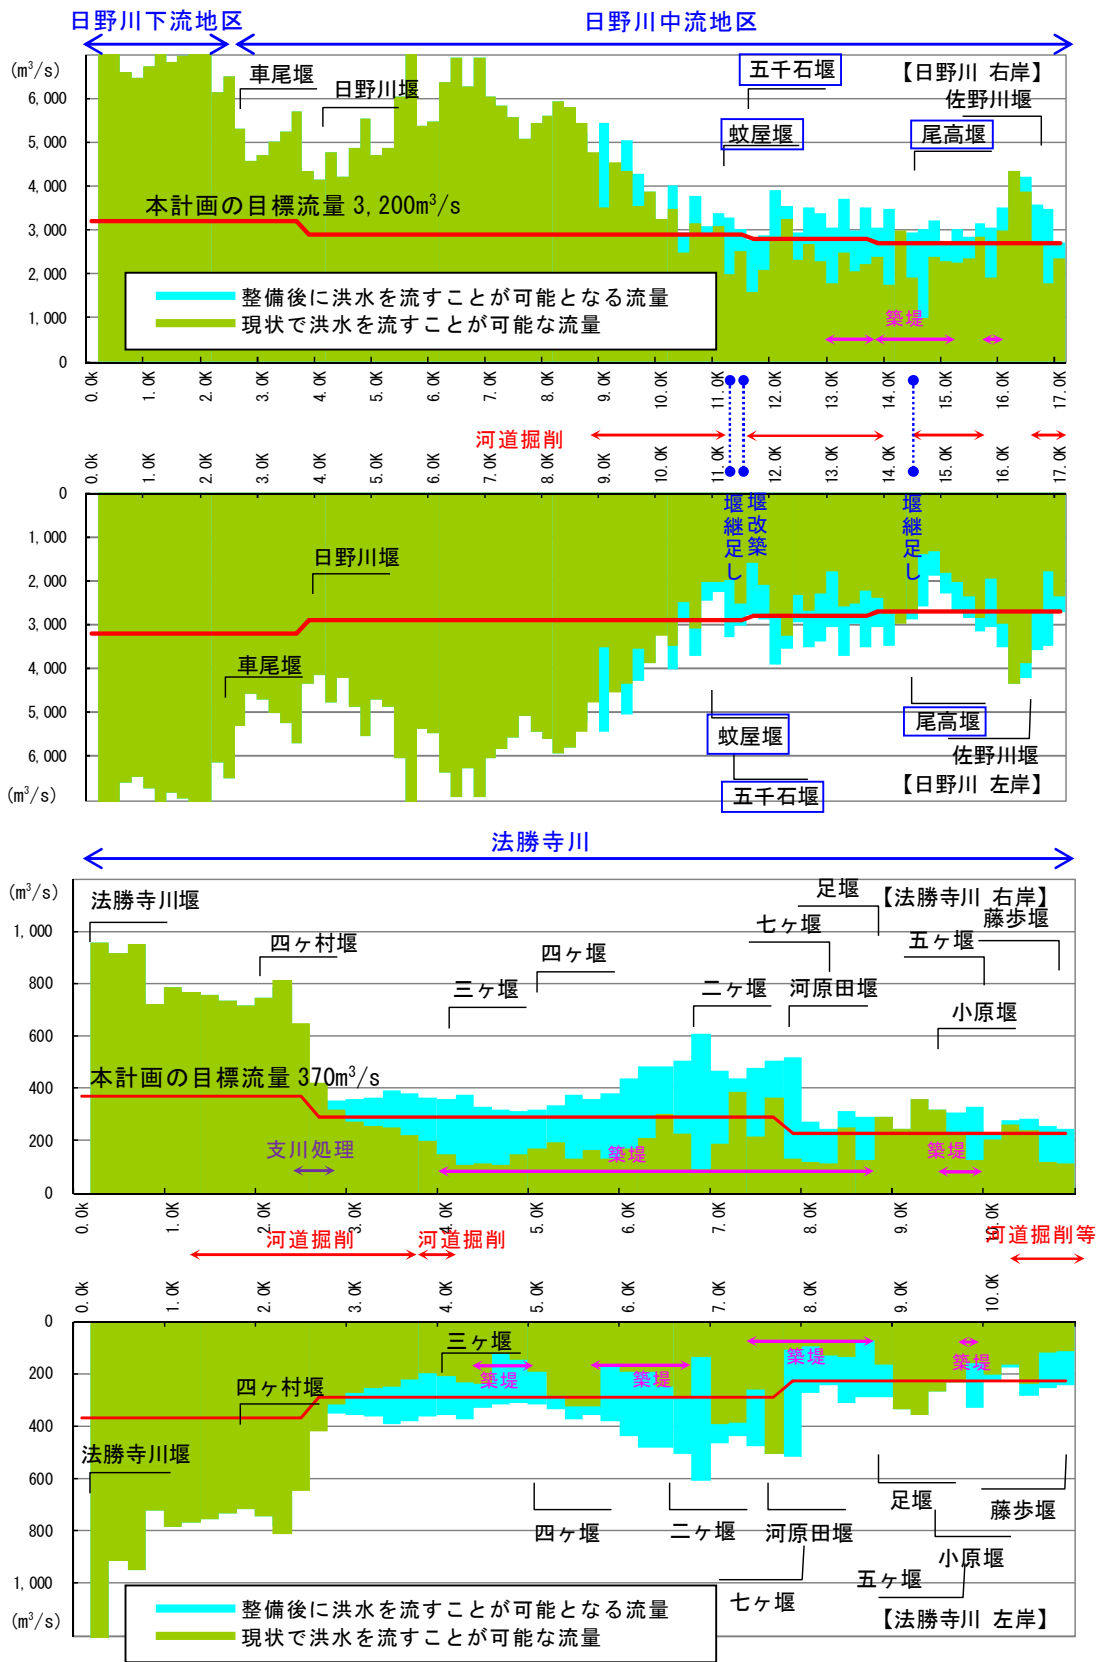 日野川下流地区
日野川中流地区
(m³/s)
車尾堰
日野川堰
五千石堰
【日野川 右岸】
佐野川堰
蚊屋堰
尾高堰
6,000
5,000
4,000
3,000
2,000
1,000
0
本計画の目標流量 3,200m³/s
整備後に洪水を流すことが可能となる流量
現状で洪水を流すことが可能な流量
築堤
0.0K 1.0K 2.0K 3.0K 4.0K 5.0K 6.0K 7.0K 8.0K 9.0K 10.0K 11.0K 12.0K 13.0K 14.0K 15.0K 16.0K 17.0K
河道掘削
0.0K 1.0K 2.0K 3.0K 4.0K 5.0K 6.0K 7.0K 8.0K 9.0K 10.0K 11.0K 12.0K 13.0K 14.0K 15.0K 16.0K 17.0K
0
1,000
2,000
3,000
4,000
5,000
6,000
(m³/s)
堰継足し
堰改築
堰継足し
日野川堰
車尾堰
蚊屋堰
尾高堰
佐野川堰
五千石堰
【日野川 左岸】
法勝寺川
(m³/s)
法勝寺川堰
四ヶ村堰
三ヶ堰
四ヶ堰
二ヶ堰
七ヶ堰
足堰
河原田堰
【法勝寺川 右岸】
五ヶ堰
藤歩堰
小原堰
1,000
800
600
400
200
0
本計画の目標流量 370m³/s
支川処理
築堤
築堤
0.0K 1.0K 2.0K 3.0K 4.0K 5.0K 6.0K 7.0K 8.0K 9.0K 10.0K
河道掘削
河道掘削
河道掘削等
0.0K 1.0K 2.0K 3.0K 4.0K 5.0K 6.0K 7.0K 8.0K 9.0K 10.0K
0
200
400
600
800
1,000
(m³/s)
三ヶ堰
築堤
築堤
築堤
築堤
四ヶ村堰
法勝寺川堰
四ヶ堰
二ヶ堰
河原田堰
七ヶ堰
足堰
藤歩堰
小原堰
五ヶ堰
【法勝寺川 左岸】
整備後に洪水を流すことが可能となる流量
現状で洪水を流すことが可能な流量